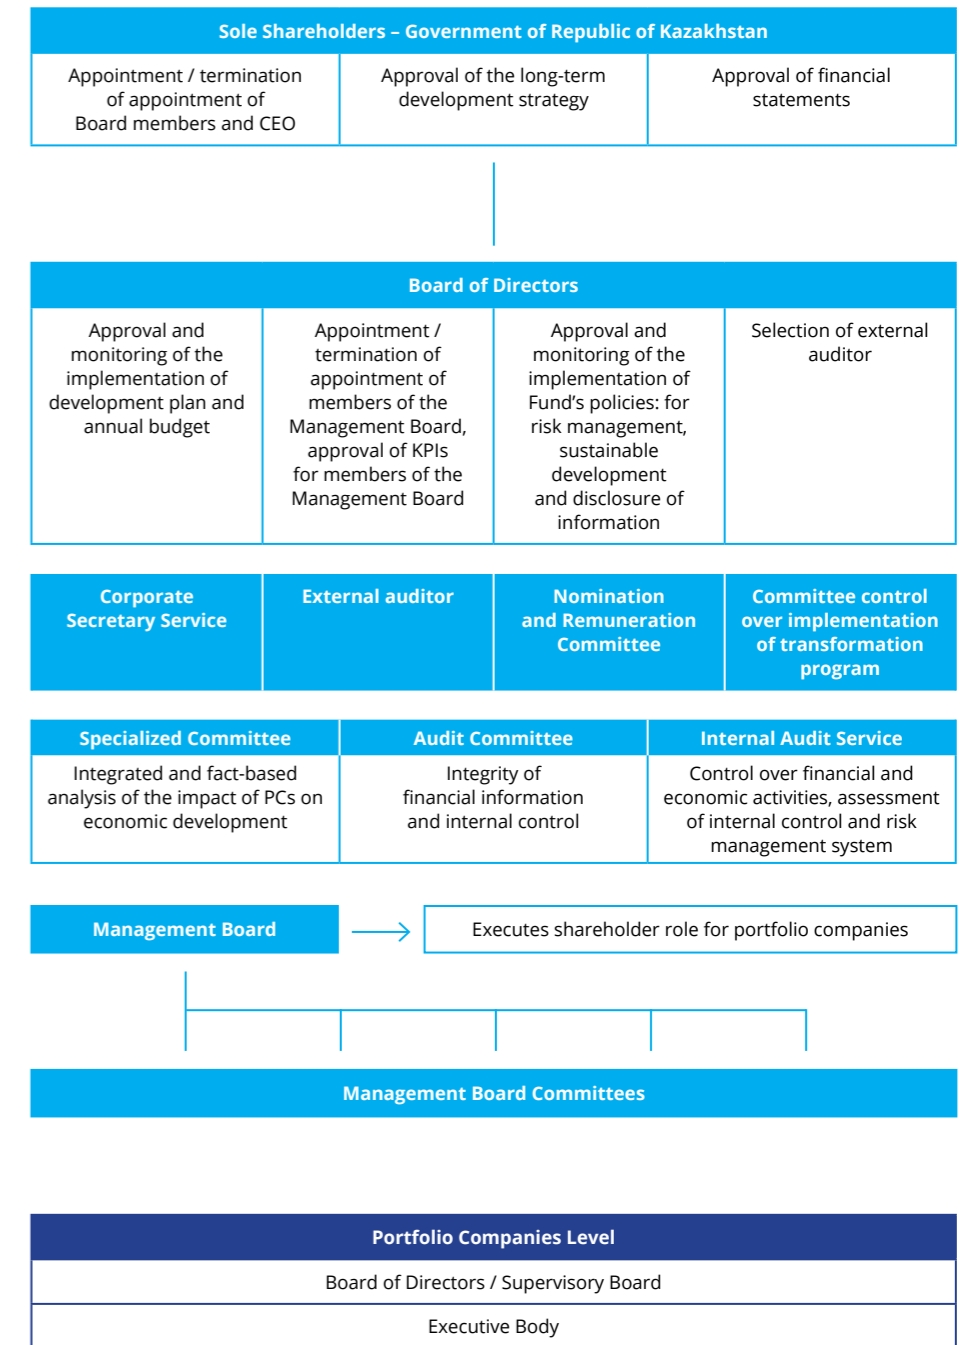 Sole Shareholders – Government of Republic of Kazakhstan
Appointment / termination
of appointment of
Board members and CEO
Approval of the long-term
development strategy
Approval of financial
statements
Board of Directors
Approval and
monitoring of the
implementation of
development plan and
annual budget
Appointment /
termination of
appointment of
members of the
Management Board,
approval of KPIs
for members of the
Management Board
Approval and
monitoring of the
implementation of
Fund’s policies: for
risk management,
sustainable
development
and disclosure of
information
Selection of external
auditor
Corporate
Secretary Service
External auditor
Nomination
and Remuneration
Committee
Committee control
over implementation
of transformation
program
Specialized Committee
Integrated and fact-based
analysis of the impact of PCs on
economic development
Audit Committee
Integrity of
financial information
and internal control
Internal Audit Service
Control over financial and
economic activities, assessment
of internal control and risk
management system
Management Board
Executes shareholder role for portfolio companies
Management Board Committees
Portfolio Companies Level
Board of Directors / Supervisory Board
Executive Body